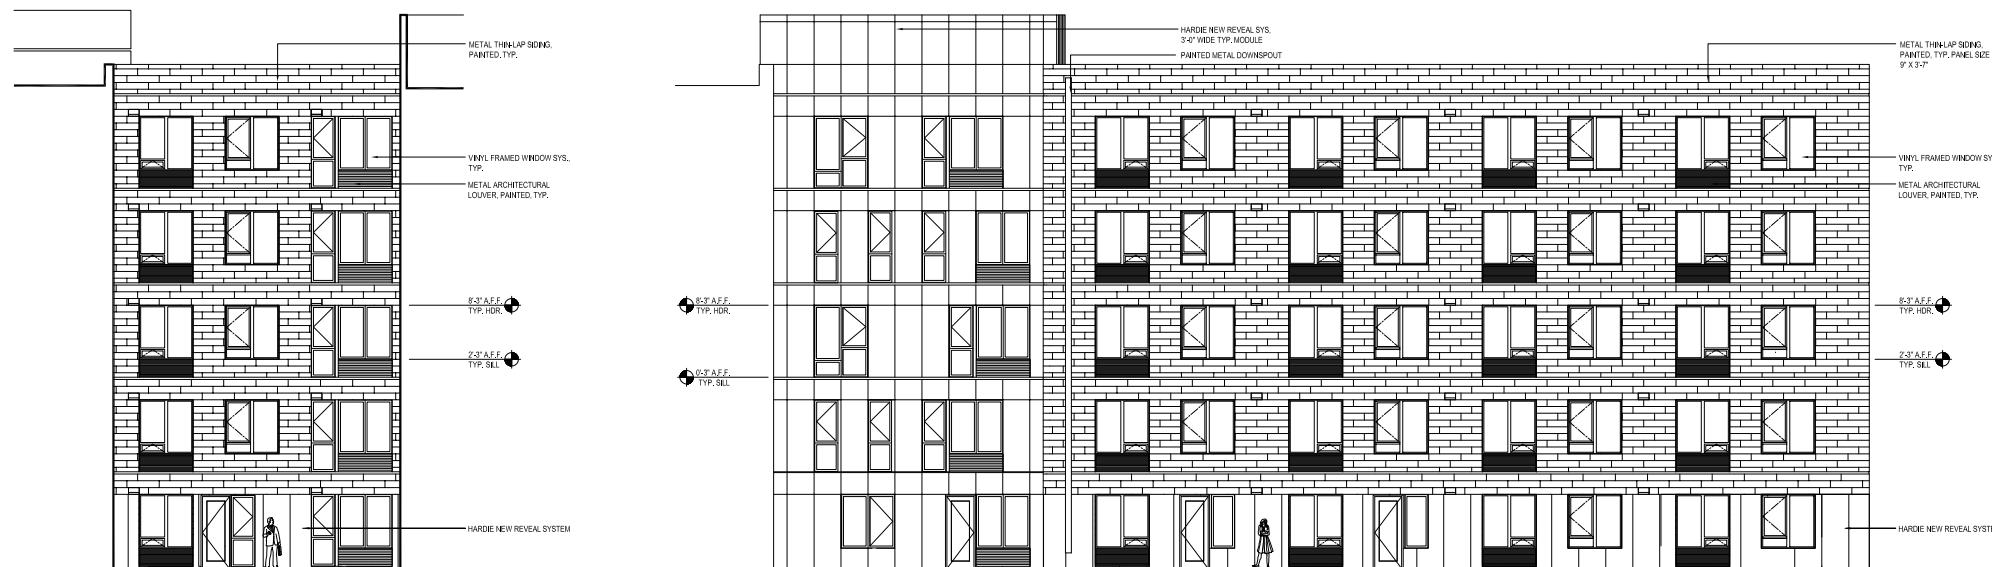 METAL THIN-LAP SIDING,
PAINTED, TYP.
VINYL FRAMED WINDOW SYS.,
TYP.
METAL ARCHITECTURAL
LOUVER, PAINTED, TYP.
8'-3" A.F.F.
TYP. HDR.
2'-3" A.F.F.
TYP. SILL
HARDIE NEW REVEAL SYSTEM
8'-3" A.F.F.
TYP. HDR.
0'-3" A.F.F.
TYP. SILL
HARDIE NEW REVEAL SYS,
3'-0" WIDE TYP. MODULE
PAINTED METAL DOWNSPOUT
METAL THIN-LAP SIDING,
PAINTED, TYP. PANEL SIZE
9" X 3'-7"
VINYL FRAMED WINDOW SY
TYP.
METAL ARCHITECTURAL
LOUVER, PAINTED, TYP.
8'-3" A.F.F.
TYP. HDR.
2'-3" A.F.F.
TYP. SILL
HARDIE NEW REVEAL SYST